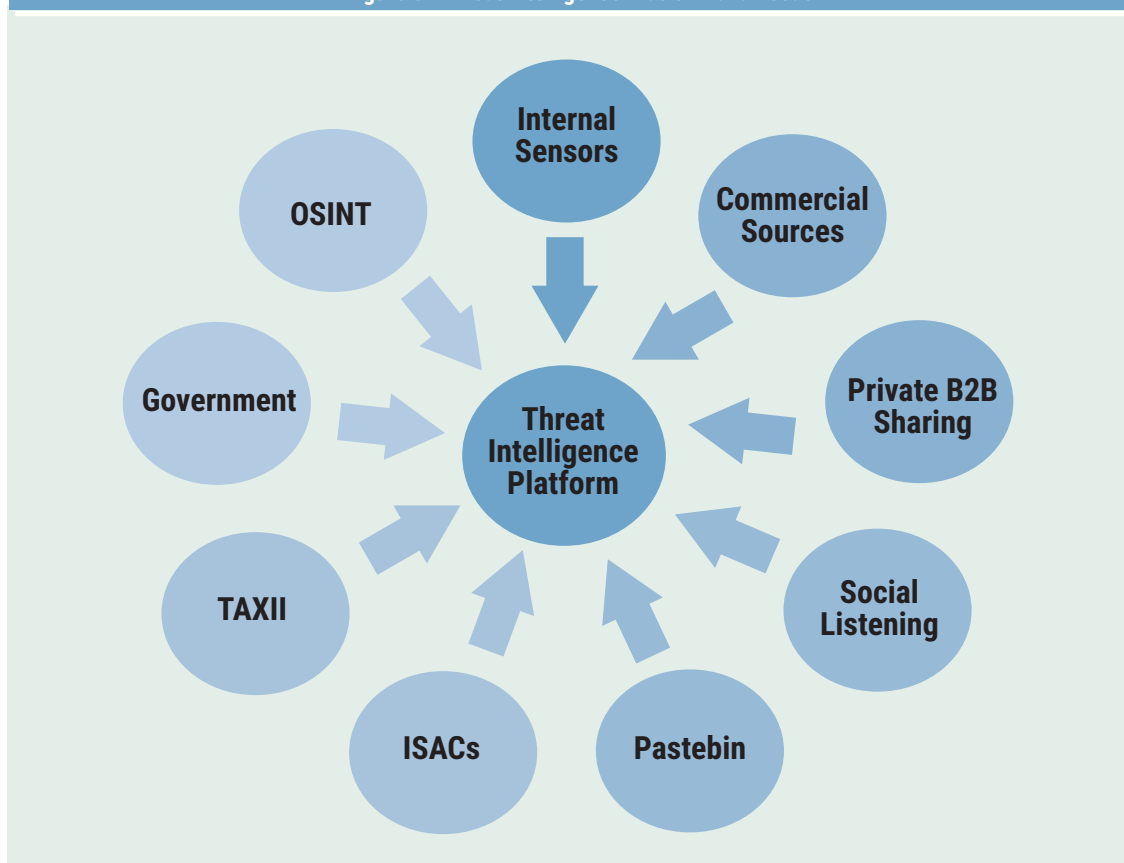 Internal
Sensors
Commercial
Sources
Private B2B
Sharing
Social
Listening
Pastebin
ISACs
TAXII
Government
OSINT
Threat
Intelligence
Platform